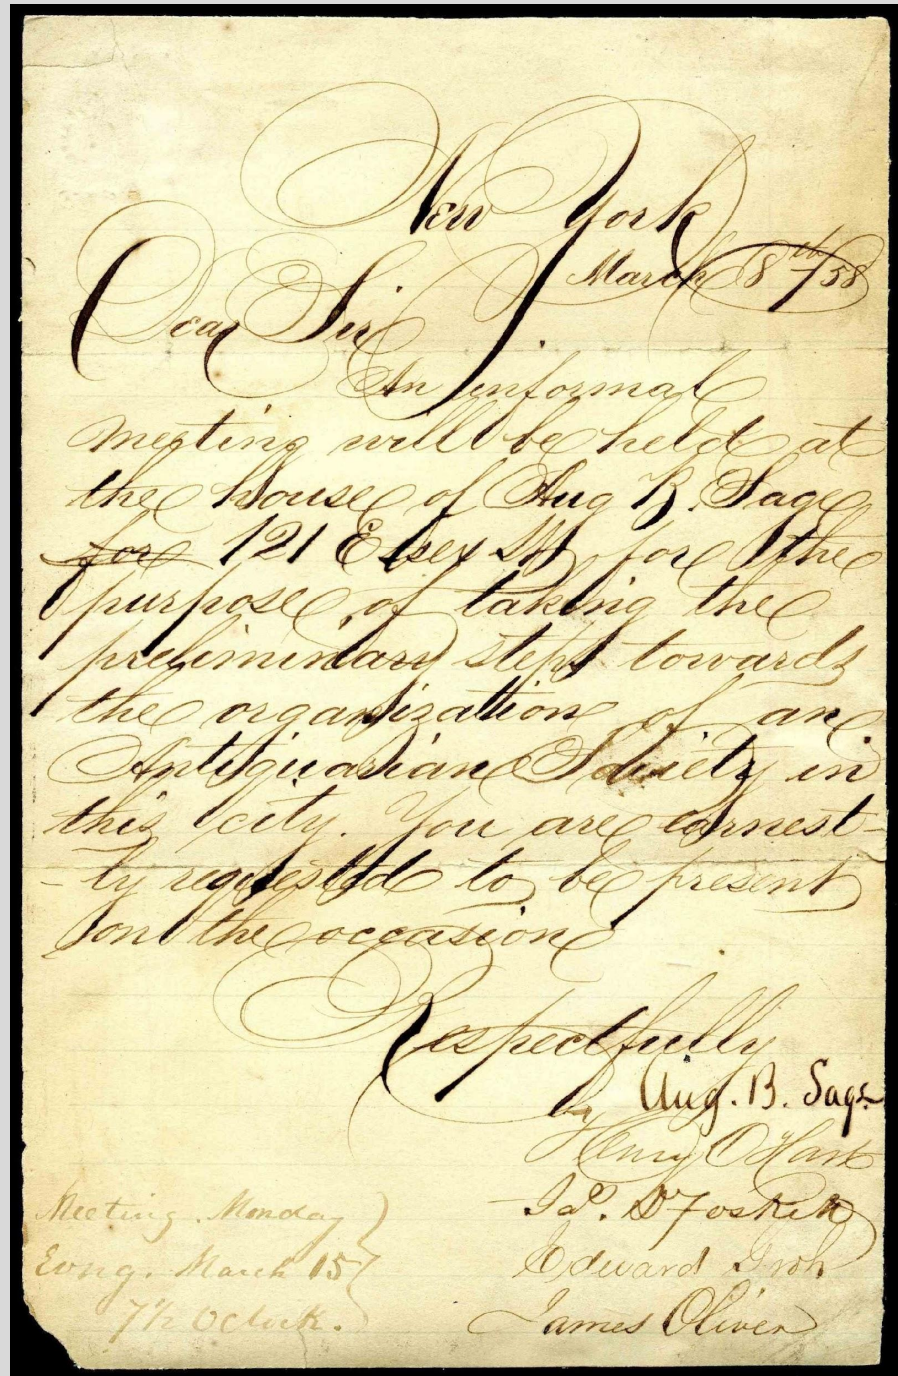 New York
March 8th/58
Dear Sir
An informal
meeting will be held at
the house of Aug B. Sage
for 121 Essex St, for the
purpose of taking the
preliminary steps towards
the organization of an
Antiquarian Society in
this city. You are earnest-
-ly requested to be present
on the occasion
Respectfully
Aug. B. Sage
by
Henry O Hart
Js. D Foskett
Edward Groh
James Oliver
Meeting Monday
Evng. March 15
7½ OClock.